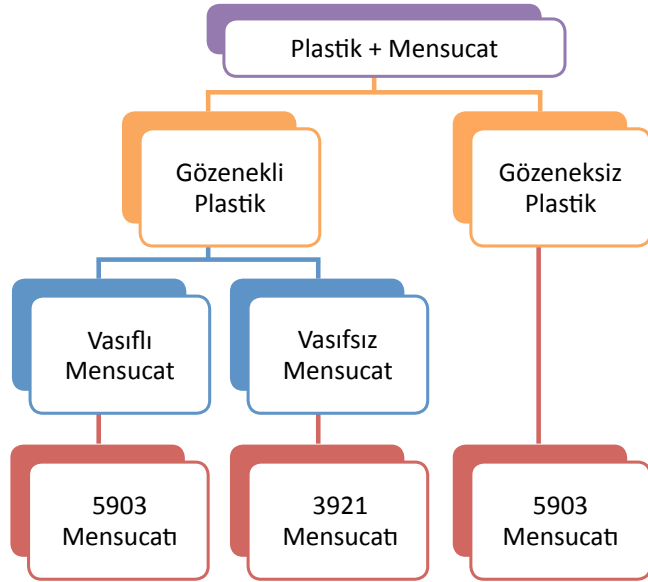 Plastik + Mensucat
Gözenekli
Plastik
Gözeneksiz
Plastik
Vasıflı
Mensucat
Vasıfsız
Mensucat
5903
Mensucatı
3921
Mensucatı
5903
Mensucatı